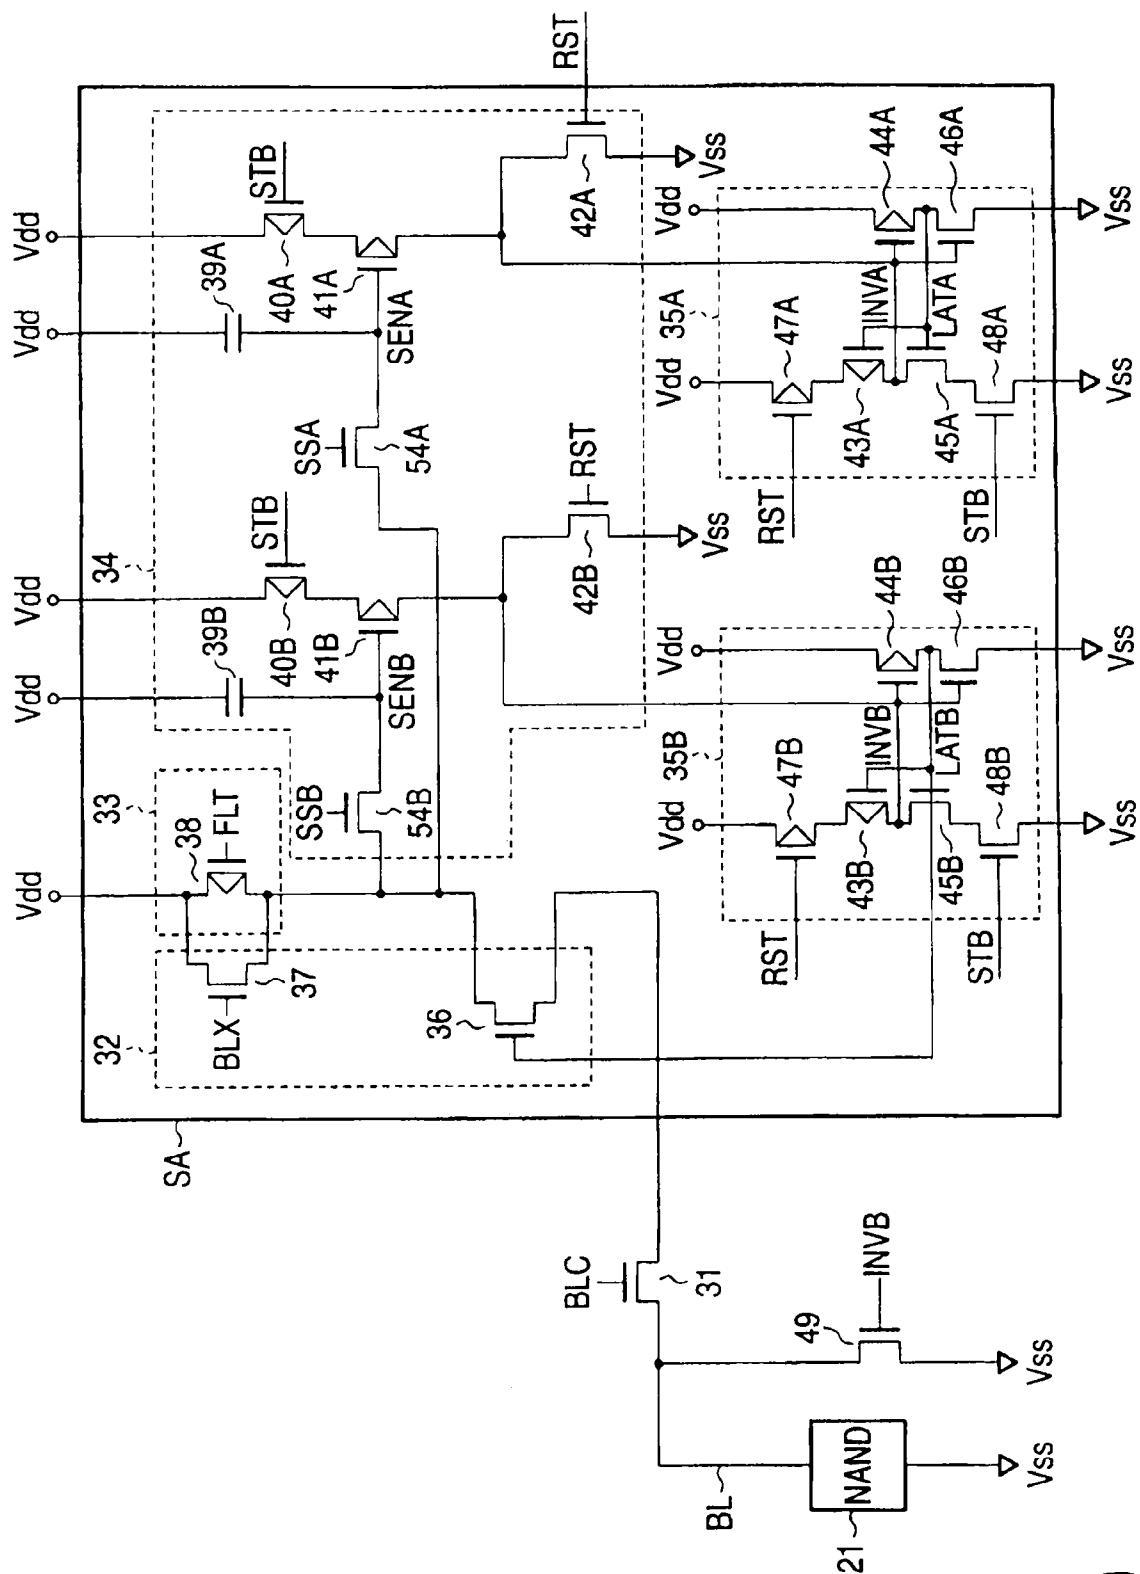 Vdd
Vdd
Vdd
Vdd
Vdd
32
33
34
SA
38
BLX
FLT
39B
39A
STB
STB
37
40B
40A
SSB
SSA
41B
41A
SENB
SENA
36
54B
54A
BLC
RST
RST
42B
42A
31
Vss
Vss
BL
35B
35A
Vdd
Vdd
Vdd
Vdd
RST
47B
RST
47A
49
21
NAND
INVB
43B
INVB
44B
43A
INVA
44A
45B
LATB
46B
45A
LATA
46A
STB
48B
STB
48A
Vss
Vss
Vss
Vss
Vss
Vss